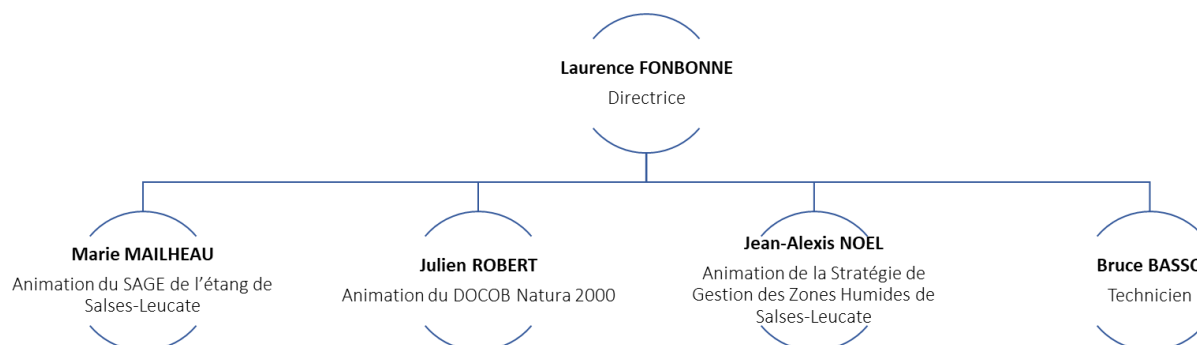 Laurence FONBONNE
Directrice
Marie MAILHEAU
Animation du SAGE de l’étang de
Salses-Leucate
Julien ROBERT
Animation du DOCOB Natura 2000
Jean-Alexis NOEL
Animation de la Stratégie de
Gestion des Zones Humides de
Salses-Leucate
Bruce
Technicien